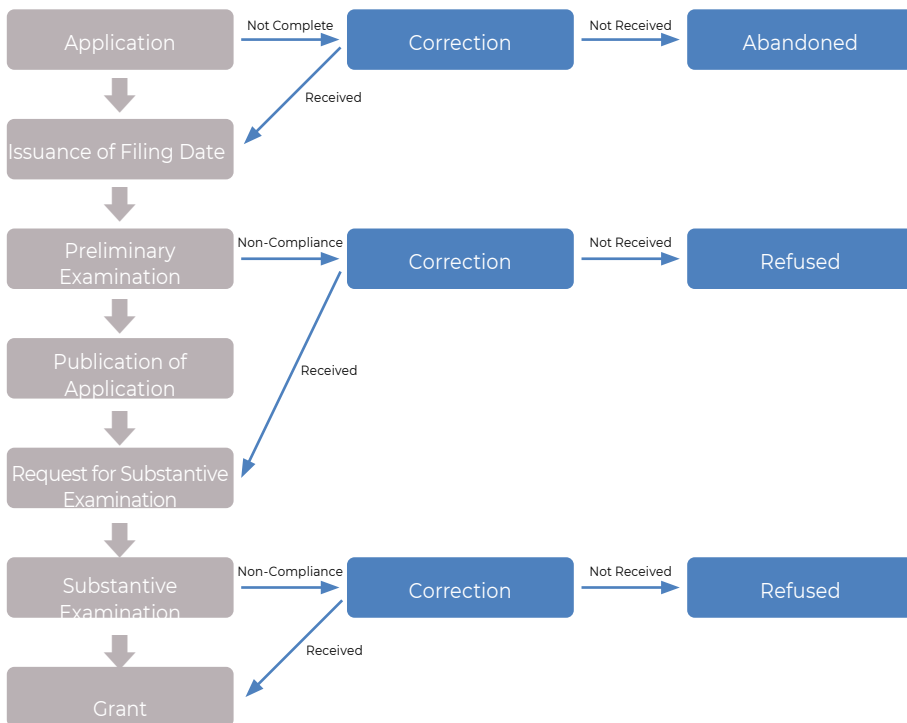 Application
Not Complete
Correction
Not Received
Abandoned
Received
Issuance of Filing Date
Preliminary
Examination
Non-Compliance
Correction
Not Received
Refused
Publication of
Application
Received
Request for Substantive
Examination
Substantive
Examination
Non-Compliance
Correction
Not Received
Refused
Received
Grant